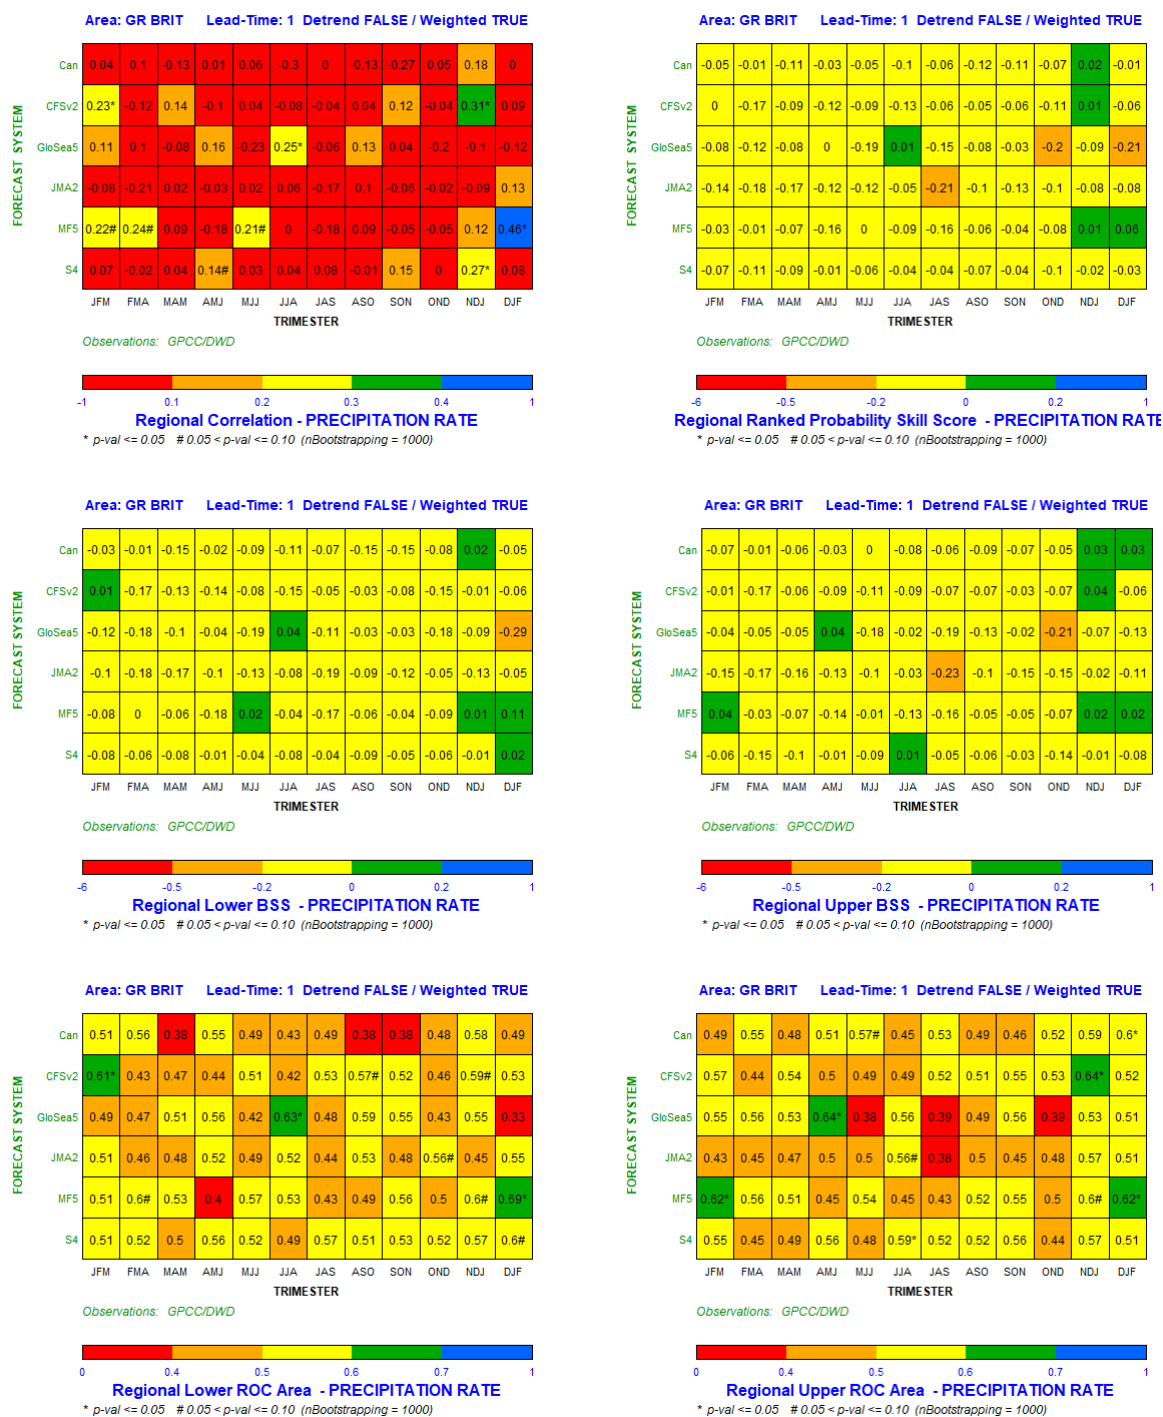 Area: GR BRIT Lead-Time: 1 Detrend FALSE / Weighted TRUE
FORECAST SYSTEM
Can 0.04 0.1 -0.13 0.01 0.06 -0.3 0 -0.13 -0.27 0.05 0.18 0
CFSv2 0.23* -0.12 0.14 -0.1 0.04 -0.08 -0.04 0.04 0.12 -0.04 0.31* 0.09
GloSea5 0.11 0.1 -0.08 0.16 -0.23 0.25* -0.06 0.13 0.04 -0.2 -0.1 -0.12
JMA2 -0.08 -0.21 0.02 -0.03 0.02 0.06 -0.17 0.1 -0.06 -0.02 -0.09 0.13
MF5 0.22# 0.24# 0.09 -0.18 0.21# 0 -0.18 0.09 -0.05 -0.05 0.12 0.46*
S4 0.07 -0.02 0.04 0.14# 0.03 0.04 0.08 -0.01 0.15 0 0.27* 0.08
JFM FMA MAM AMJ MJJ JJA JAS ASO SON OND NDJ DJF
TRIMESTER
Observations: GPCC/DWD
-1 0.1 0.2 0.3 0.4 1
Regional Correlation - PRECIPITATION RATE
* p-val <= 0.05 # 0.05 < p-val <= 0.10 (nBootstrapping = 1000)
Area: GR BRIT Lead-Time: 1 Detrend FALSE / Weighted TRUE
FORECAST SYSTEM
Can -0.05 -0.01 -0.11 -0.03 -0.05 -0.1 -0.06 -0.12 -0.11 -0.07 0.02 -0.01
CFSv2 0 -0.17 -0.09 -0.12 -0.09 -0.13 -0.06 -0.05 -0.06 -0.11 0.01 -0.06
GloSea5 -0.08 -0.12 -0.08 0 -0.19 0.01 -0.15 -0.08 -0.03 -0.2 -0.09 -0.21
JMA2 -0.14 -0.18 -0.17 -0.12 -0.12 -0.05 -0.21 -0.1 -0.13 -0.1 -0.08 -0.08
MF5 -0.03 -0.01 -0.07 -0.16 0 -0.09 -0.16 -0.06 -0.04 -0.08 0.01 0.06
S4 -0.07 -0.11 -0.09 -0.01 -0.06 -0.04 -0.04 -0.07 -0.04 -0.1 -0.02 -0.03
JFM FMA MAM AMJ MJJ JJA JAS ASO SON OND NDJ DJF
TRIMESTER
Observations: GPCC/DWD
-6 -0.5 -0.2 0 0.2 1
Regional Ranked Probability Skill Score - PRECIPITATION RATE
* p-val <= 0.05 # 0.05 < p-val <= 0.10 (nBootstrapping = 1000)
Area: GR BRIT Lead-Time: 1 Detrend FALSE / Weighted TRUE
FORECAST SYSTEM
Can -0.03 -0.01 -0.15 -0.02 -0.09 -0.11 -0.07 -0.15 -0.15 -0.08 0.02 -0.05
CFSv2 0.01 -0.17 -0.13 -0.14 -0.08 -0.15 -0.05 -0.03 -0.08 -0.15 -0.01 -0.06
GloSea5 -0.12 -0.18 -0.1 -0.04 -0.19 0.04 -0.11 -0.03 -0.03 -0.18 -0.09 -0.29
JMA2 -0.1 -0.18 -0.17 -0.1 -0.13 -0.08 -0.19 -0.09 -0.12 -0.05 -0.13 -0.05
MF5 -0.08 0 -0.06 -0.18 0.02 -0.04 -0.17 -0.06 -0.04 -0.09 0.01 0.11
S4 -0.08 -0.06 -0.08 -0.01 -0.04 -0.08 -0.04 -0.09 -0.05 -0.06 -0.01 0.02
JFM FMA MAM AMJ MJJ JJA JAS ASO SON OND NDJ DJF
TRIMESTER
Observations: GPCC/DWD
-6 -0.5 -0.2 0 0.2 1
Regional Lower BSS - PRECIPITATION RATE
* p-val <= 0.05 # 0.05 < p-val <= 0.10 (nBootstrapping = 1000)
Area: GR BRIT Lead-Time: 1 Detrend FALSE / Weighted TRUE
FORECAST SYSTEM
Can -0.07 -0.01 -0.06 -0.03 0 -0.08 -0.06 -0.09 -0.07 -0.05 0.03 0.03
CFSv2 -0.01 -0.17 -0.06 -0.09 -0.11 -0.09 -0.07 -0.07 -0.03 -0.07 0.04 -0.06
GloSea5 -0.04 -0.05 -0.05 0.04 -0.18 -0.02 -0.19 -0.13 -0.02 -0.21 -0.07 -0.13
JMA2 -0.15 -0.17 -0.16 -0.12 -0.1 -0.03 -0.23 -0.1 -0.15 -0.15 -0.02 -0.11
MF5 0.04 -0.03 -0.07 -0.14 -0.01 -0.13 -0.16 -0.05 -0.05 -0.07 0.02 0.02
S4 -0.06 -0.15 -0.1 -0.01 -0.09 0.01 -0.05 -0.06 -0.03 -0.14 -0.01 -0.08
JFM FMA MAM AMJ MJJ JJA JAS ASO SON OND NDJ DJF
TRIMESTER
Observations: GPCC/DWD
-6 -0.5 -0.2 0 0.2 1
Regional Upper BSS - PRECIPITATION RATE
* p-val <= 0.05 # 0.05 < p-val <= 0.10 (nBootstrapping = 1000)
Area: GR BRIT Lead-Time: 1 Detrend FALSE / Weighted TRUE
FORECAST SYSTEM
Can 0.51 0.56 0.38 0.55 0.49 0.43 0.49 0.38 0.38 0.48 0.58 0.49
CFSv2 0.61* 0.43 0.47 0.44 0.51 0.42 0.53 0.57# 0.52 0.46 0.59# 0.53
GloSea5 0.49 0.47 0.51 0.56 0.42 0.63* 0.48 0.59 0.55 0.43 0.55 0.33
JMA2 0.51 0.46 0.48 0.52 0.49 0.52 0.44 0.53 0.48 0.56# 0.45 0.55
MF5 0.51 0.6# 0.53 0.4 0.57 0.53 0.43 0.49 0.56 0.5 0.6# 0.69*
S4 0.51 0.52 0.5 0.56 0.52 0.49 0.57 0.51 0.53 0.52 0.57 0.6#
JFM FMA MAM AMJ MJJ JJA JAS ASO SON OND NDJ DJF
TRIMESTER
Observations: GPCC/DWD
0 0.4 0.5 0.6 0.7 1
Regional Lower ROC Area - PRECIPITATION RATE
* p-val <= 0.05 # 0.05 < p-val <= 0.10 (nBootstrapping = 1000)
Area: GR BRIT Lead-Time: 1 Detrend FALSE / Weighted TRUE
FORECAST SYSTEM
Can 0.49 0.55 0.48 0.51 0.57# 0.45 0.53 0.49 0.46 0.52 0.59 0.6*
CFSv2 0.57 0.44 0.54 0.5 0.49 0.49 0.52 0.51 0.55 0.53 0.64* 0.52
GloSea5 0.55 0.56 0.53 0.64* 0.38 0.56 0.39 0.49 0.56 0.39 0.53 0.51
JMA2 0.43 0.45 0.47 0.5 0.5 0.56# 0.38 0.5 0.45 0.48 0.57 0.51
MF5 0.62* 0.56 0.51 0.45 0.54 0.45 0.43 0.52 0.55 0.5 0.6# 0.62*
S4 0.55 0.45 0.49 0.56 0.48 0.59* 0.52 0.52 0.56 0.44 0.57 0.51
JFM FMA MAM AMJ MJJ JJA JAS ASO SON OND NDJ DJF
TRIMESTER
Observations: GPCC/DWD
0 0.4 0.5 0.6 0.7 1
Regional Upper ROC Area - PRECIPITATION RATE
* p-val <= 0.05 # 0.05 < p-val <= 0.10 (nBootstrapping = 1000)